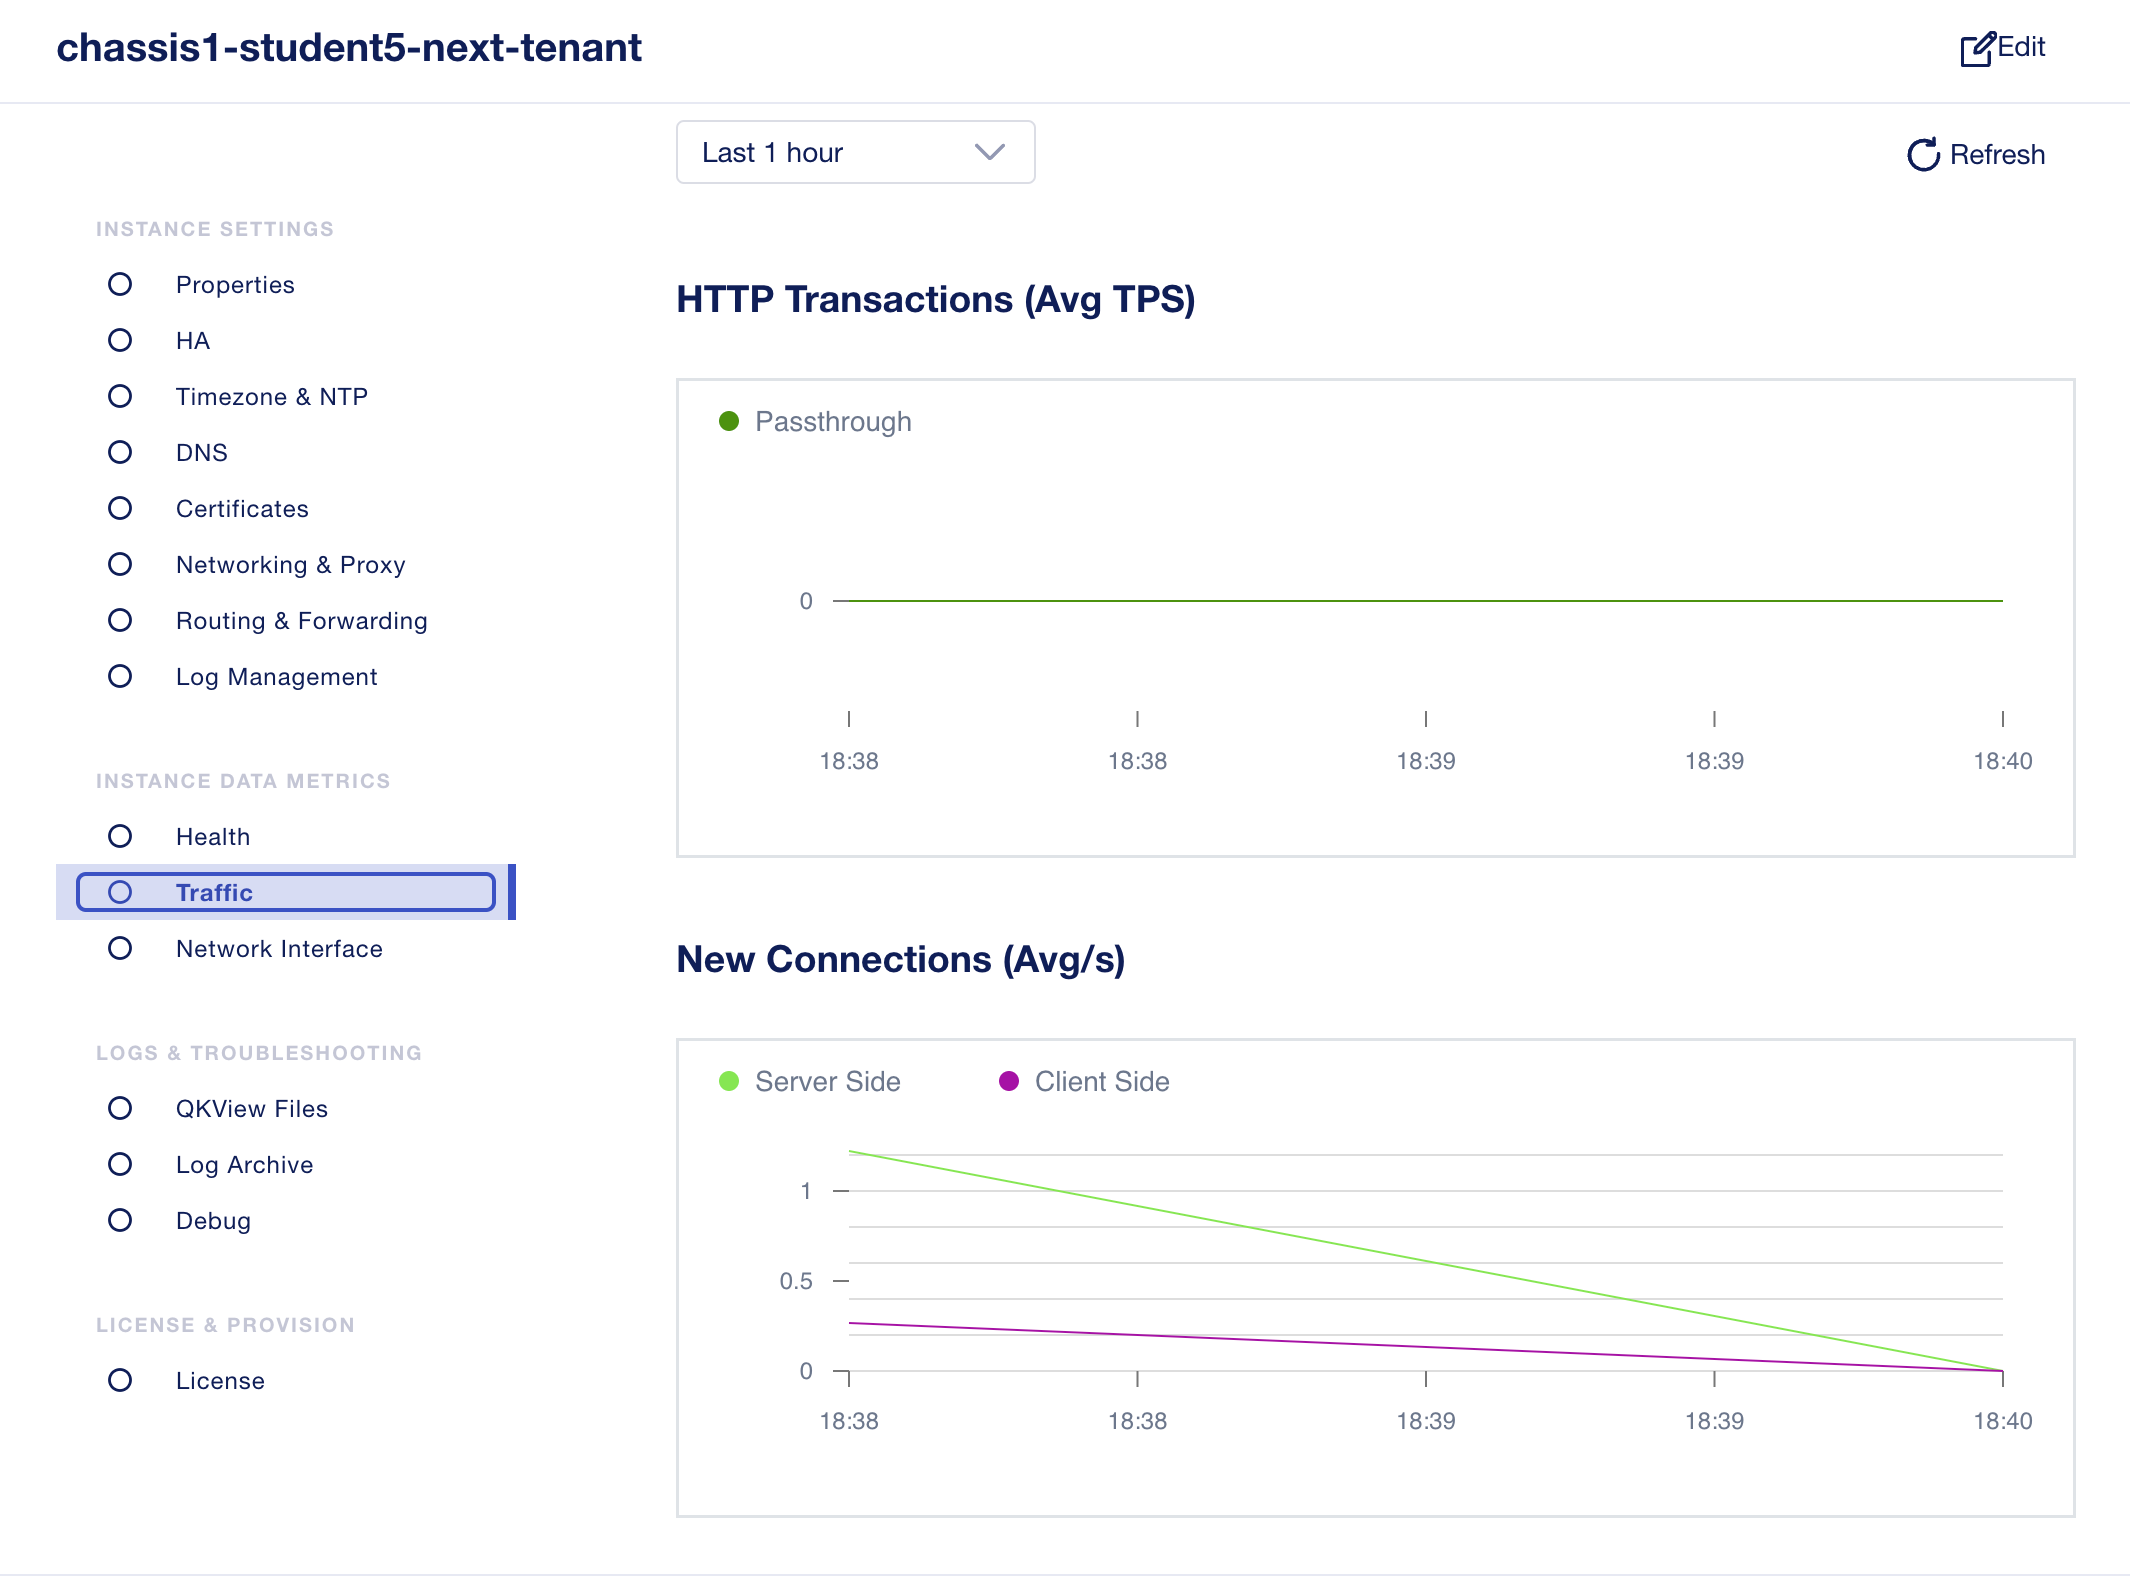 chassis1-student5-next-tenant
Edit
Last 1 hour
Refresh
INSTANCE SETTINGS
Properties
HA
Timezone & NTP
DNS
Certificates
Networking & Proxy
Routing & Forwarding
Log Management
INSTANCE DATA METRICS
Health
Traffic
Network Interface
LOGS & TROUBLESHOOTING
QKView Files
Log Archive
Debug
LICENSE & PROVISION
License
HTTP Transactions (Avg TPS)
Passthrough
0
18:38 18:38 18:39 18:39 18:40
New Connections (Avg/s)
Server Side Client Side
1
0.5
0
18:38 18:38 18:39 18:39 18:40